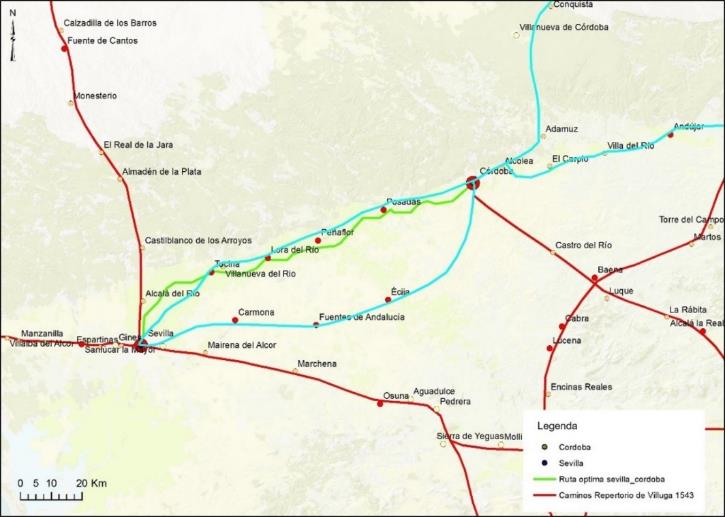 N
Conquista
Calzadilla de los Barros
Villanueva de Córdoba
Fuente de Cantos
Monesterio
Andújar
Adamuz
Villa del Río
El Real de la Jara
Alcolea
El Carpio
Almadén de la Plata
Córdoba
Posadas
Torre del Campo
Peñaflor
Castilblanco de los Arroyos
Martos
Lora del Río
Castro del Río
Tocina
Villanueva del Río
Baena
Alcalá del Río
Écija
Luque
Carmona
Fuentes de Andalucía
Cabra
La Rábita
Alcalá la Real
Manzanilla
Espartinas
Gines
Sevilla
Villalba del Alcor
Sanlucar la Mayor
Mairena del Alcor
Lucena
Marchena
Encinas Reales
Osuna
Aguadulce
Pedrera
Sierra de Yeguas
Molli
Legenda
Cordoba
Sevilla
Ruta optima sevilla_cordoba
Caminos Repertorio de Villuga 1543
0 5 10 20 Km